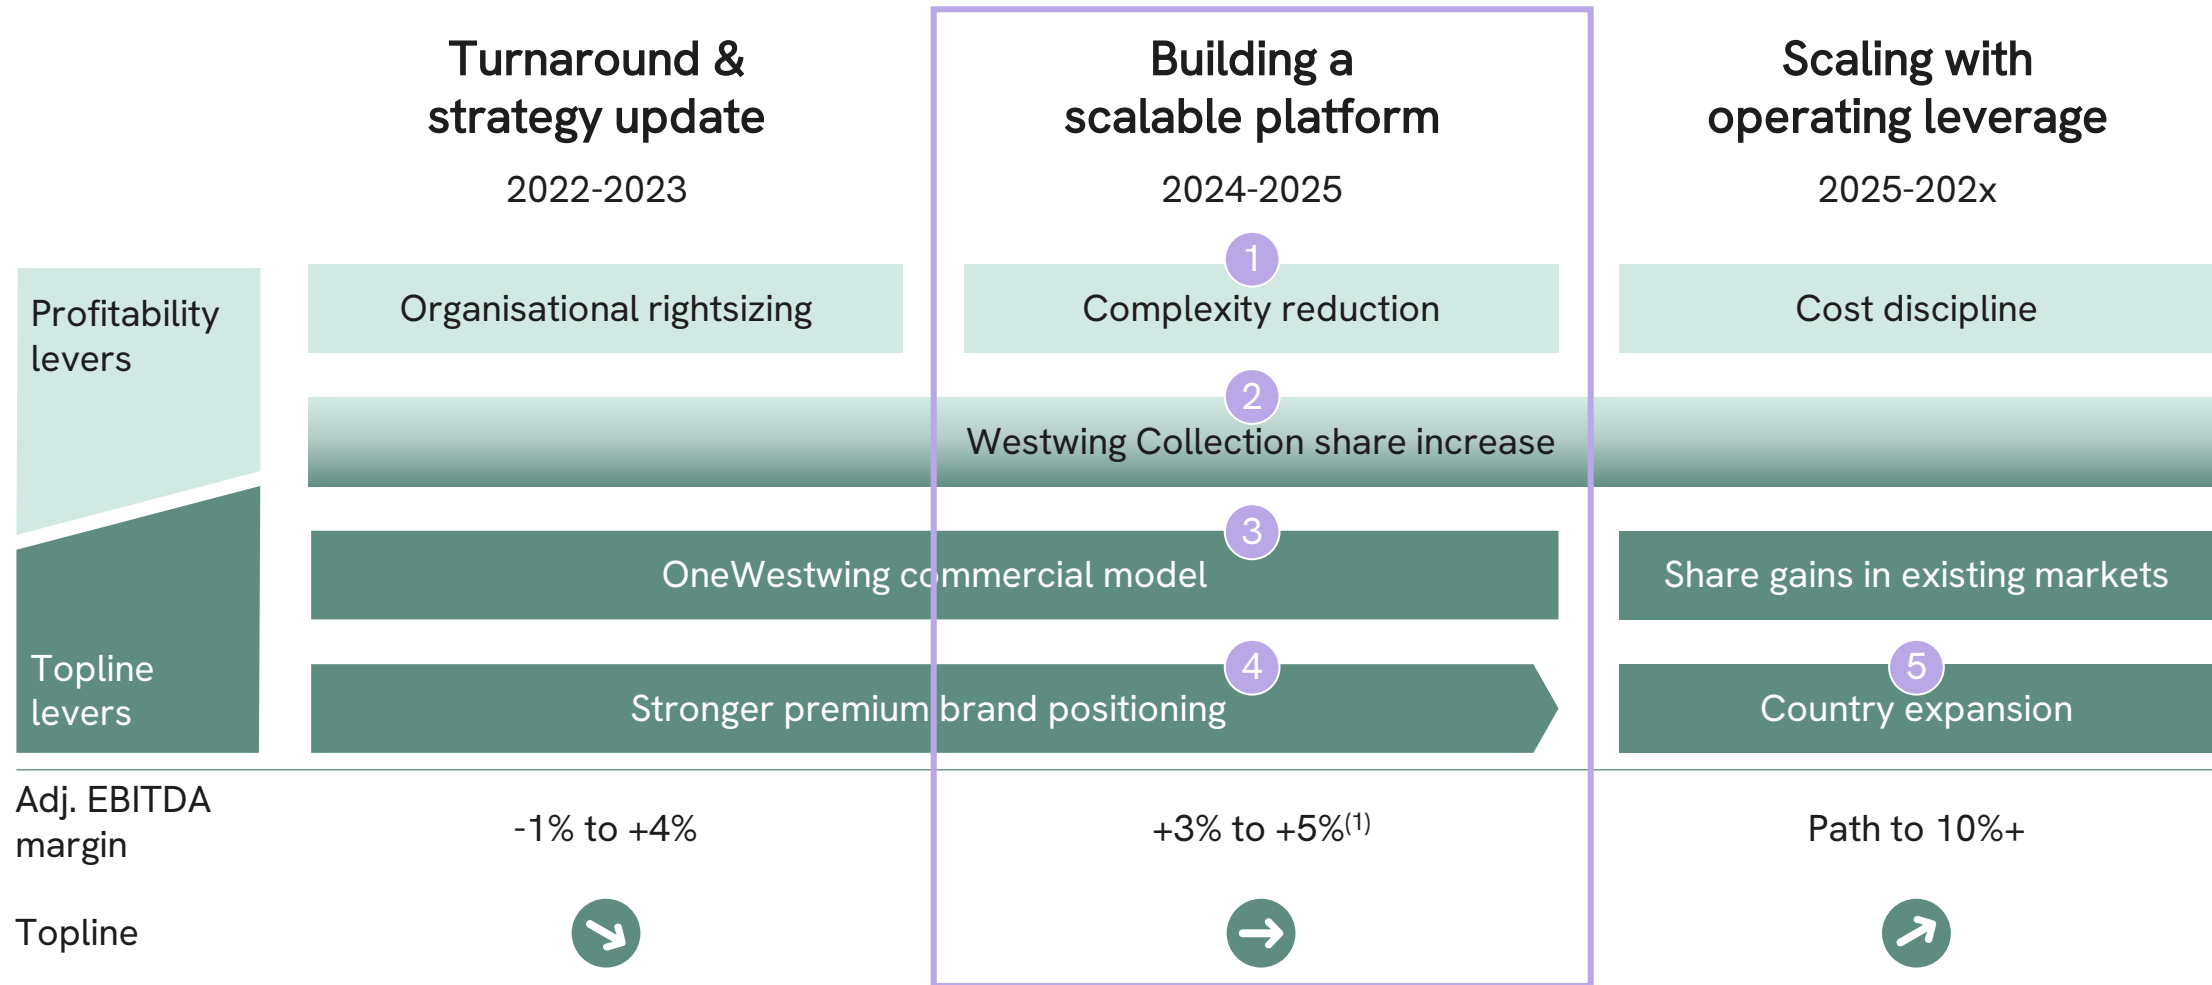 Turnaround &
strategy update
2022-2023
Building a
scalable platform
2024-2025
Scaling with
operating leverage
2025-202x
Profitability
levers
Organisational rightsizing
1
Complexity reduction
Cost discipline
2
Westwing Collection share increase
3
OneWestwing commercial model
Share gains in existing markets
Topline
levers
4
Stronger premium brand positioning
5
Country expansion
Adj. EBITDA
margin
-1% to +4%
+3% to +5%(1)
Path to 10%+
Topline